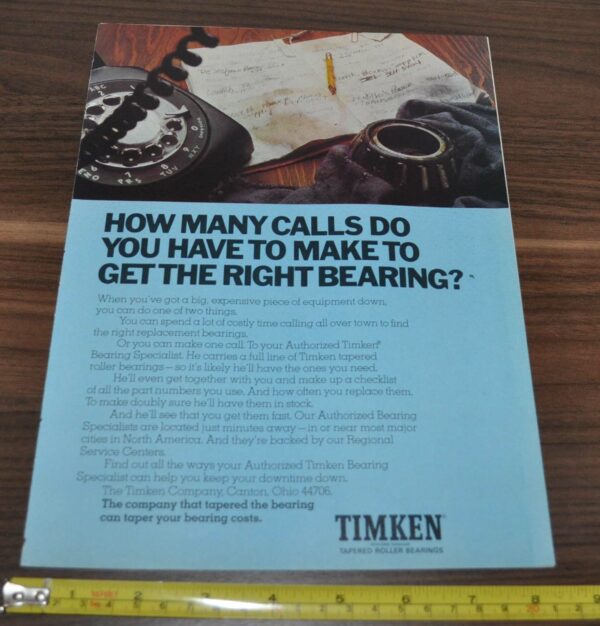 HOW MANY CALLS DO
YOU HAVE TO MAKE TO
GET THE RIGHT BEARING?
When you've got a big, expensive piece of equipment down,
you can do one of two things.
You can spend a lot of costly time calling all over town to find
the right replacement bearings.
Or you can make one call. To your Authorized Timken®
Bearing Specialist. He carries a full line of Timken tapered
roller bearings—so it's likely he'll have the ones you need.
He'll even get together with you and make up a checklist
of all the part numbers you use. And how often you replace them.
To make doubly sure he'll have them in stock.
And he'll see that you get them fast. Our Authorized Bearing
Specialists are located just minutes away—in or near most major
cities in North America. And they're backed by our Regional
Service Centers.
Find out all the ways your Authorized Timken Bearing
Specialist can help you keep your downtime down.
The Timken Company, Canton, Ohio 44706.
The company that tapered the bearing
can taper your bearing costs.
TIMKEN®
TAPERED ROLLER BEARINGS
1 2 3 4 5 6 7 8 9